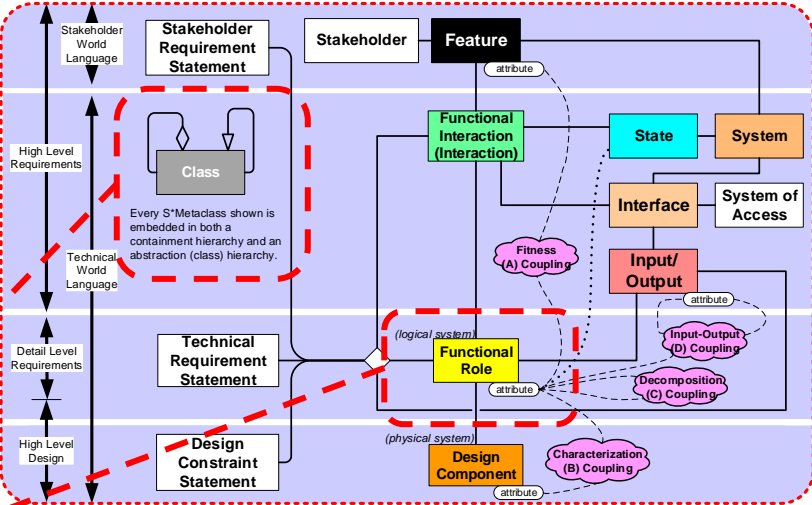 Stakeholder
World
Language
Stakeholder
Requirement
Statement
Stakeholder
Feature
attribute
High Level
Requirements
Class
Every S*Metaclass shown is
embedded in both a
containment hierarchy and an
abstraction (class) hierarchy.
Functional
Interaction
(Interaction)
State
System
Interface
System of
Access
Technical
World
Language
Fitness
(A) Coupling
Input/
Output
attribute
Detail Level
Requirements
Technical
Requirement
Statement
(logical system)
Functional
Role
attribute
Input-Output
(D) Coupling
Decomposition
(C) Coupling
High Level
Design
Design
Constraint
Statement
(physical system)
Design
Component
attribute
Characterization
(B) Coupling